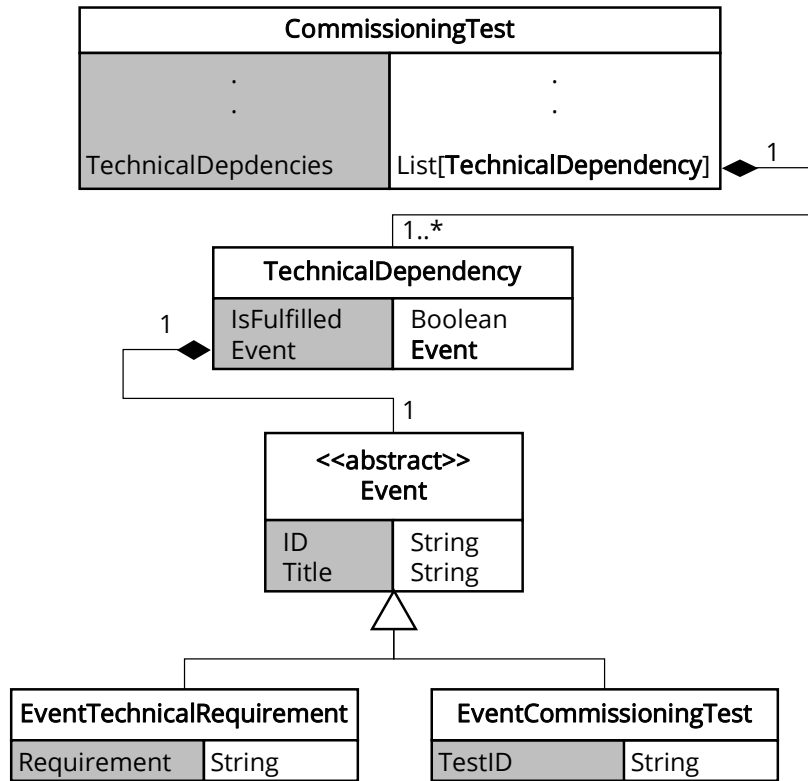 CommissioningTest
. .
. .
TechnicalDepdencies List[TechnicalDependency]
1
1..*
TechnicalDependency
IsFulfilled Boolean
Event Event
1
1
<<abstract>>
Event
ID String
Title String
EventTechnicalRequirement EventCommissioningTest
Requirement String TestID String